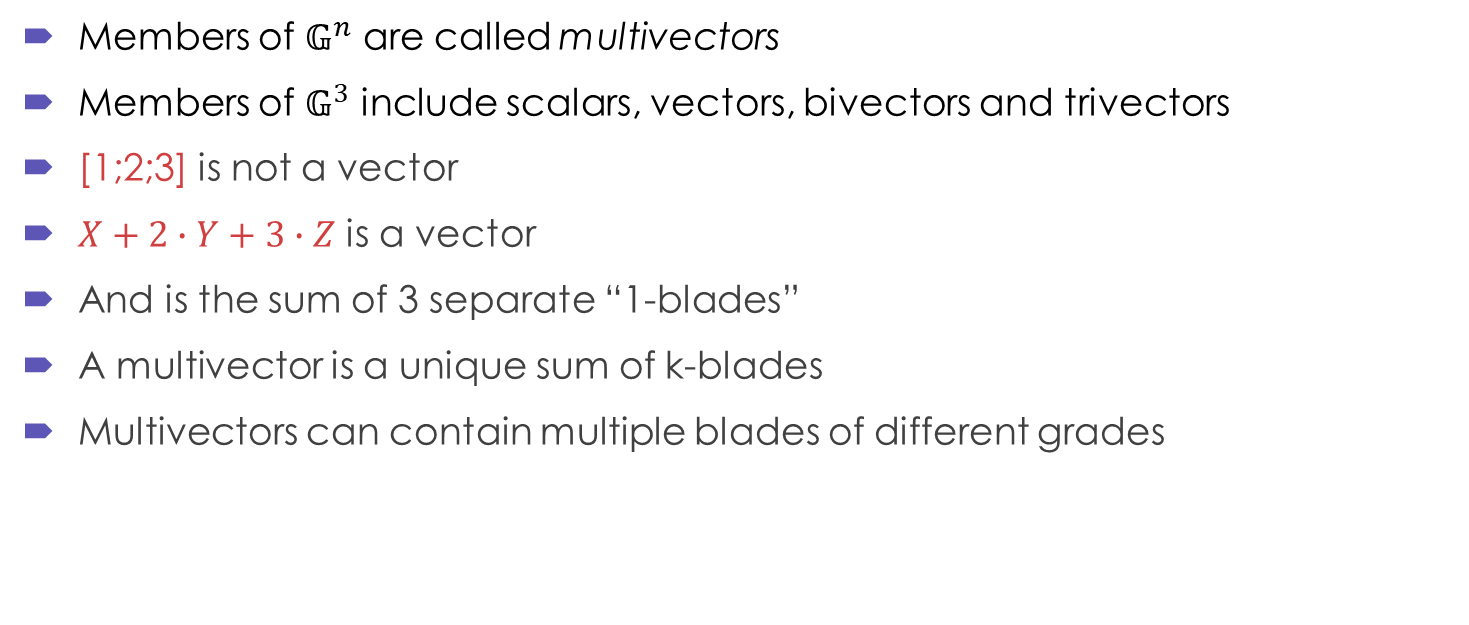 Members of 𝔾ⁿ are called multivectors
Members of 𝔾³ include scalars, vectors, bivectors and trivectors
[1;2;3] is not a vector
X + 2 · Y + 3 · Z is a vector
And is the sum of 3 separate “1-blades”
A multivector is a unique sum of k-blades
Multivectors can contain multiple blades of different grades